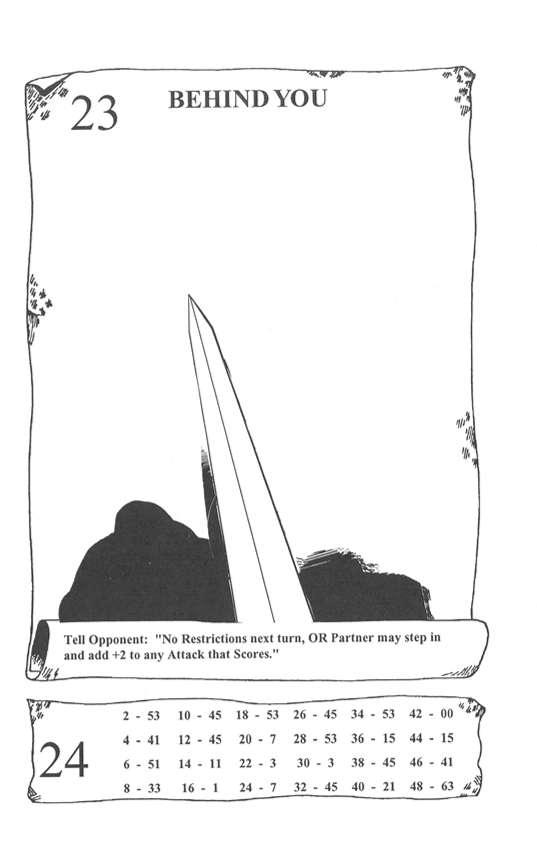 23
BEHIND YOU
Tell Opponent: "No Restrictions next turn, OR Partner may step in
and add +2 to any Attack that Scores."
24
2 - 53 10 - 45 18 - 53 26 - 45 34 - 53 42 - 00
4 - 41 12 - 45 20 - 7 28 - 53 36 - 15 44 - 15
6 - 51 14 - 11 22 - 3 30 - 3 38 - 45 46 - 41
8 - 33 16 - 1 24 - 7 32 - 45 40 - 21 48 - 63